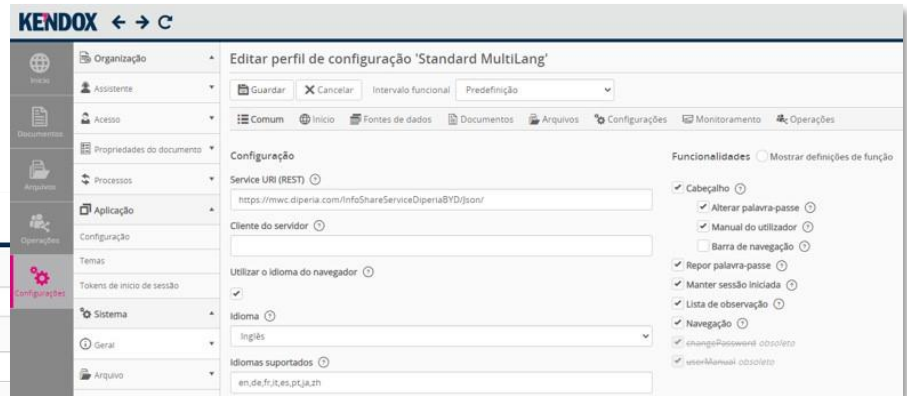 KENDOX
Início
Documentos
Arquivos
Operações
Configurações
Organização
Assistente
Acesso
Propriedades do documento
Processos
Aplicação
Configuração
Temas
Tokens de início de sessão
Sistema
Geral
Arquivo
Editar perfil de configuração 'Standard MultiLang'
Guardar Cancelar Intervalo funcional Predefinição
Comum Início Fontes de dados Documentos Arquivos Configurações Monitoramento Operações
Configuração
Service URI (REST)
https://mwc.diperia.com/InfoShareServiceDiperiaBYD/Json/
Cliente do servidor
Utilizar o idioma do navegador
Idioma
Inglês
Idiomas suportados
en,de,fr,it,es,pt,ja,zh
Funcionalidades Mostrar definições de função
Cabeçalho
Alterar palavra-passe
Manual do utilizador
Barra de navegação
Repor palavra-passe
Manter sessão iniciada
Lista de observação
Navegação
changePassword obsoleto
userManual obsoleto